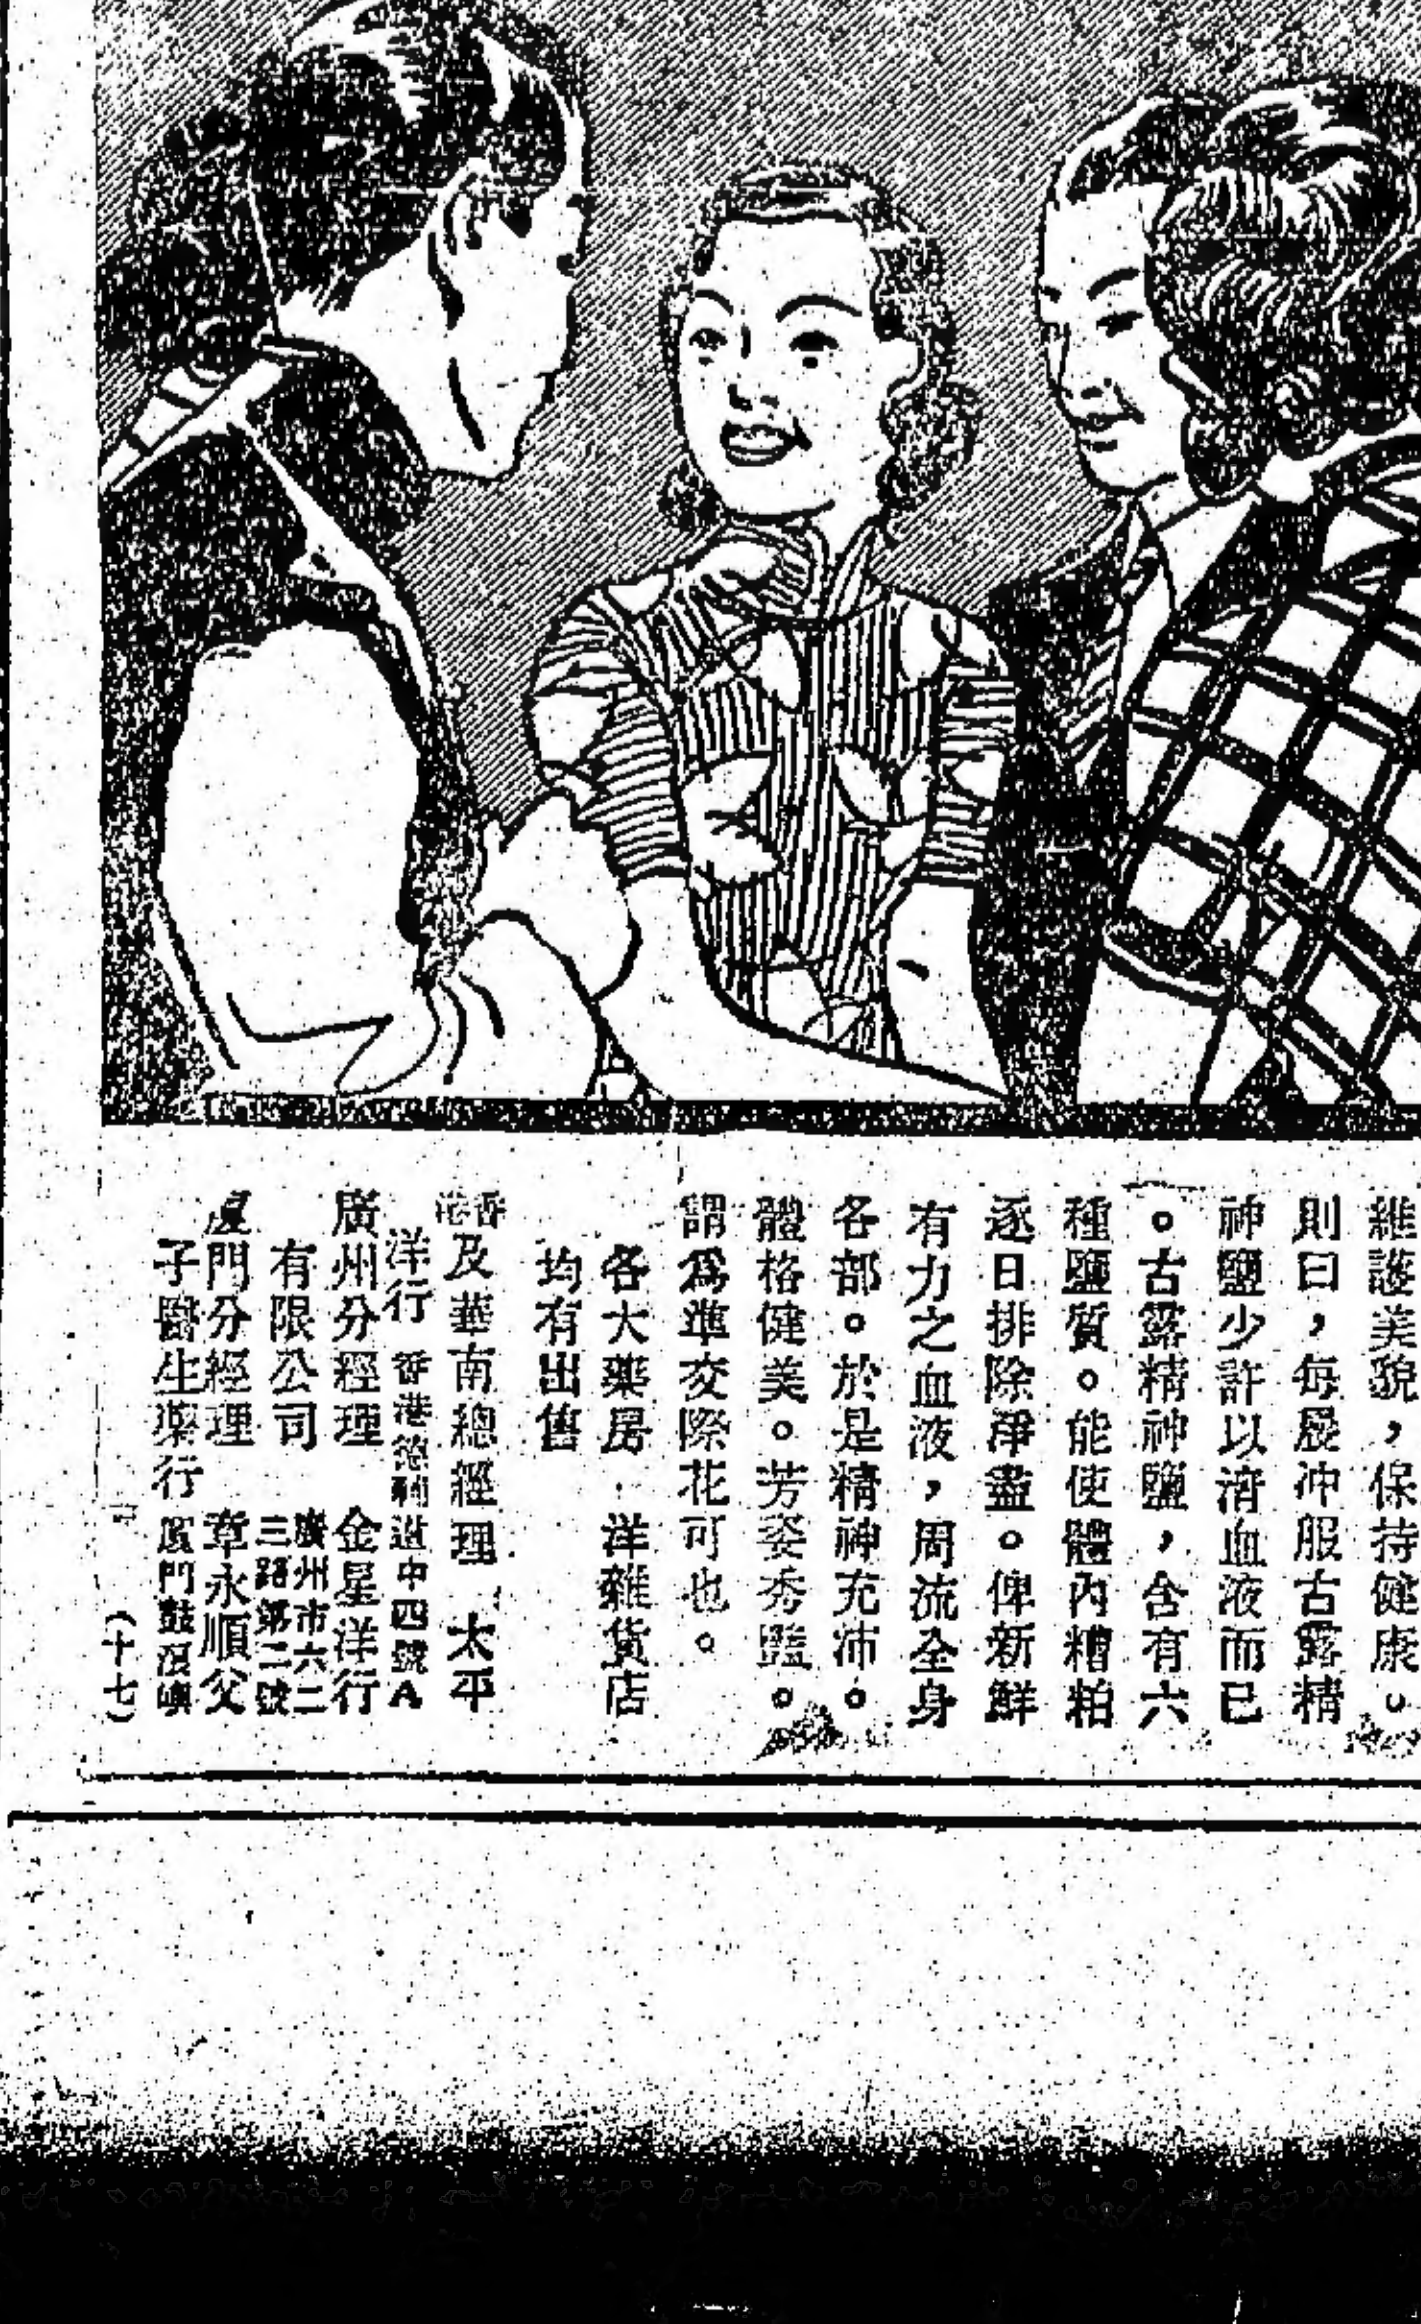 維護美貌，保持健康。
則曰，每晨冲服古露精
神鹽少許以清血液而已
。古露精神鹽，含有六
種鹽質。能使體內糟粕
逐日排除淨盡。俾新鮮
有力之血液，周流全身
各部。於是精神充沛。
體格健美。芳姿秀豔。
謂爲準交際花可也。
各大藥房．洋雜貨店
均有出售
香港及華南總經理 太平
洋行 香港德輔道中四號A
廣州分經理 金星洋行
有限公司 廣州市六二三路第二號
廈門分經理 章永順父
子醫生藥行 廈門鼓浪嶼
(十七)